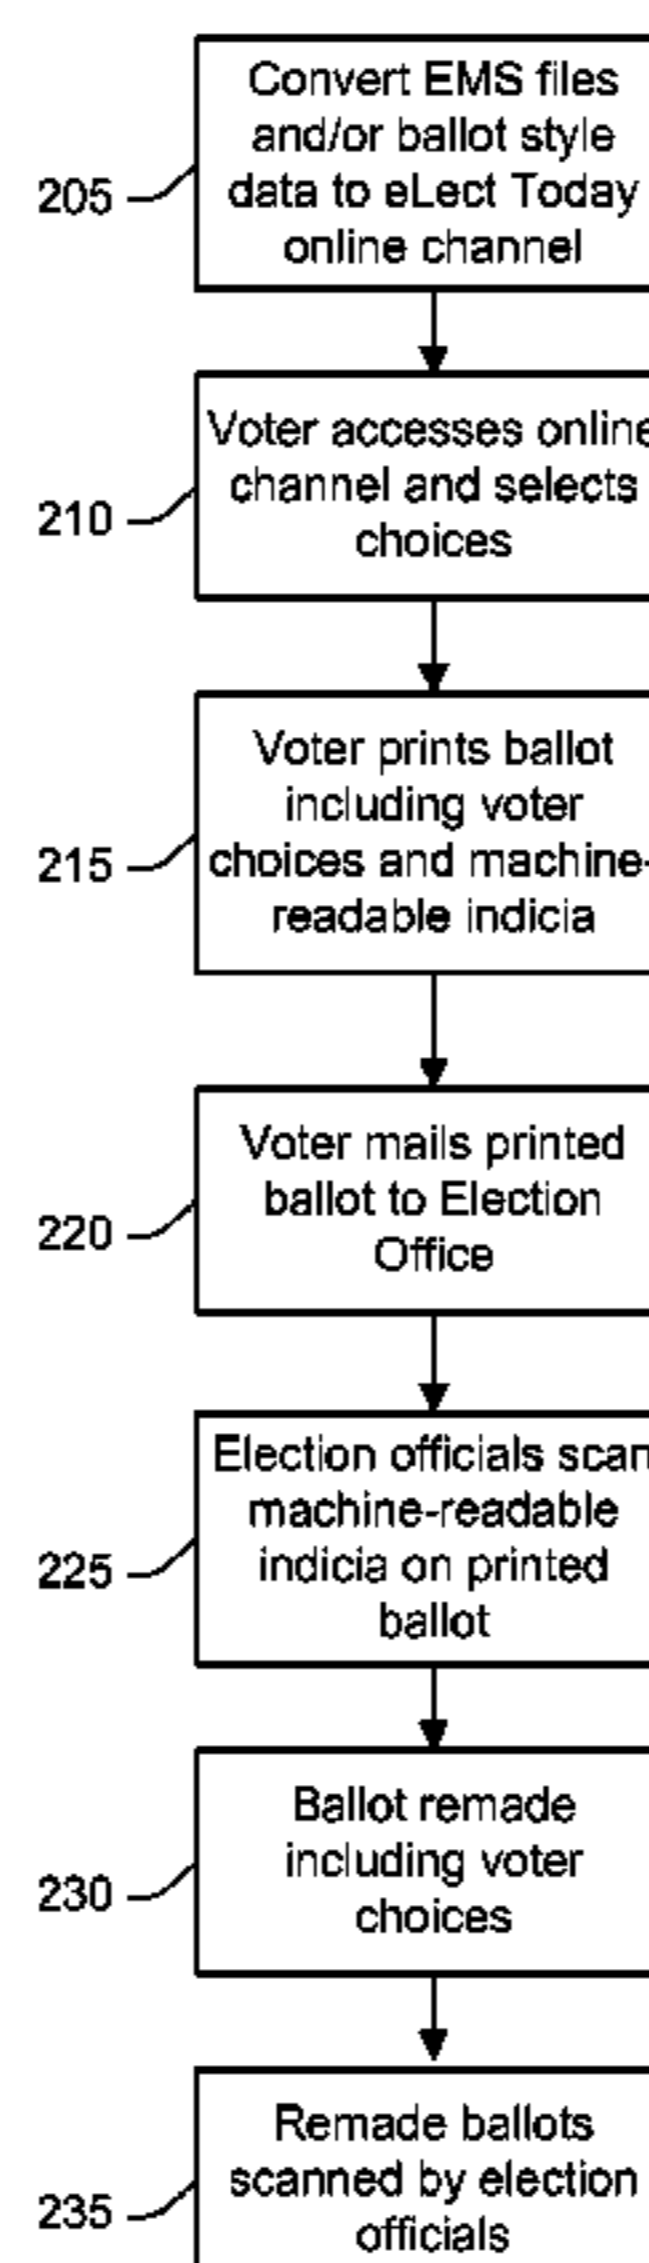 Convert EMS files
and/or ballot style
205
data to eLect Today
online channel
Voter accesses online
channel and selects
210
choices
Voter prints ballot
including voter
215
choices and machine-
readable indicia
Voter mails printed
ballot to Election
220
Office
Election officials scan
machine-readable
225
indicia on printed
ballot
Ballot remade
including voter
230
choices
Remade ballots
scanned by election
235
officials